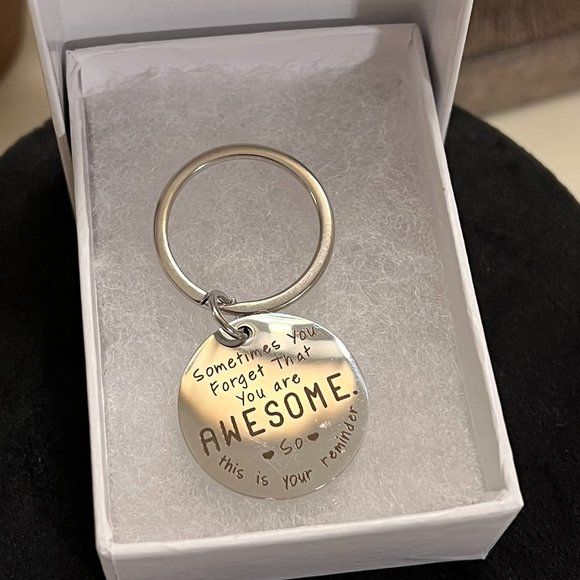 Sometimes You
Forget That
You are
AWESOME.
♥ So ♥
this is your reminder